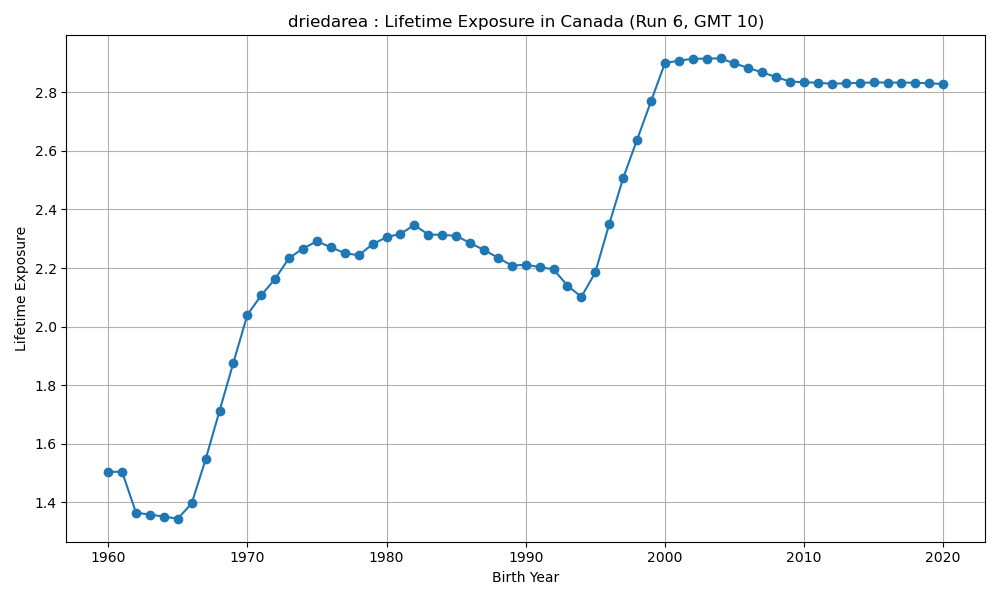 driedarea : Lifetime Exposure in Canada (Run 6, GMT 10)
Lifetime Exposure
2.8
2.6
2.4
2.2
2.0
1.8
1.6
1.4
1960 1970 1980 1990 2000 2010 2020
Birth Year